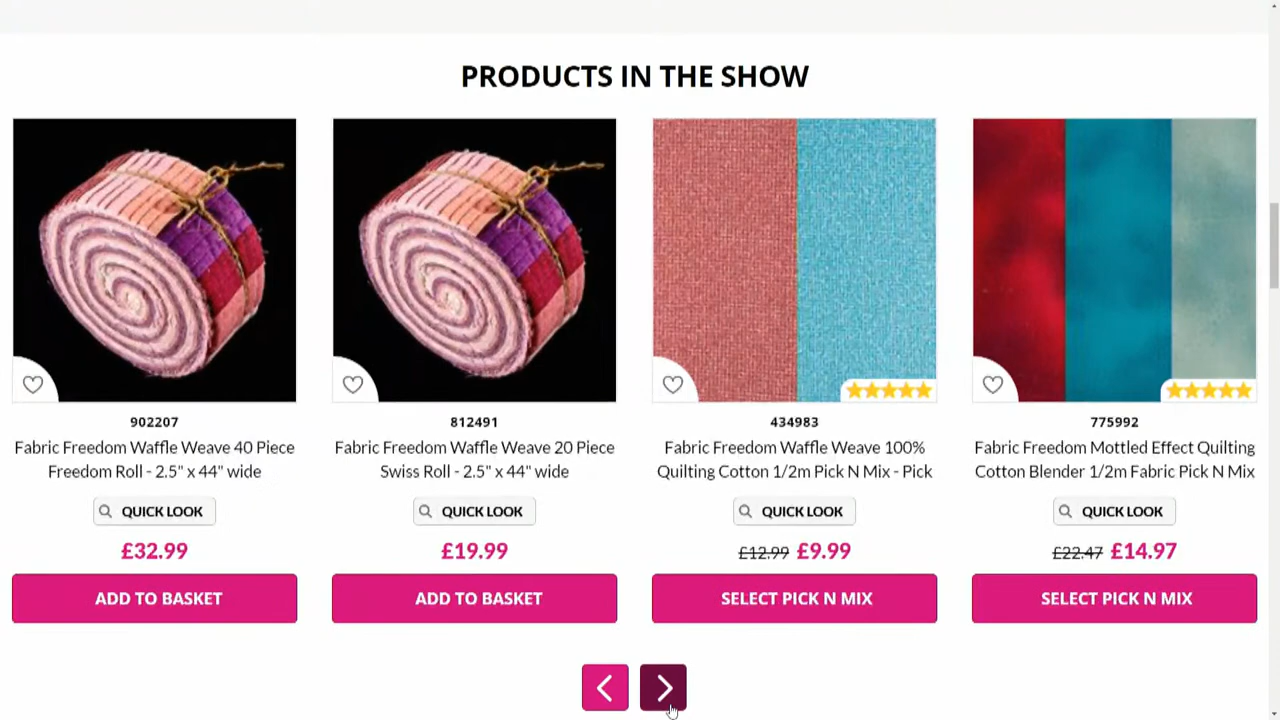 PRODUCTS IN THE SHOW
902207
Fabric Freedom Waffle Weave 40 Piece
Freedom Roll - 2.5" x 44" wide
QUICK LOOK
£32.99
ADD TO BASKET
812491
Fabric Freedom Waffle Weave 20 Piece
Swiss Roll - 2.5" x 44" wide
QUICK LOOK
£19.99
ADD TO BASKET
434983
Fabric Freedom Waffle Weave 100%
Quilting Cotton 1/2m Pick N Mix - Pick
QUICK LOOK
£12.99 £9.99
SELECT PICK N MIX
775992
Fabric Freedom Mottled Effect Quilting
Cotton Blender 1/2m Fabric Pick N Mix
QUICK LOOK
£22.47 £14.97
SELECT PICK N MIX